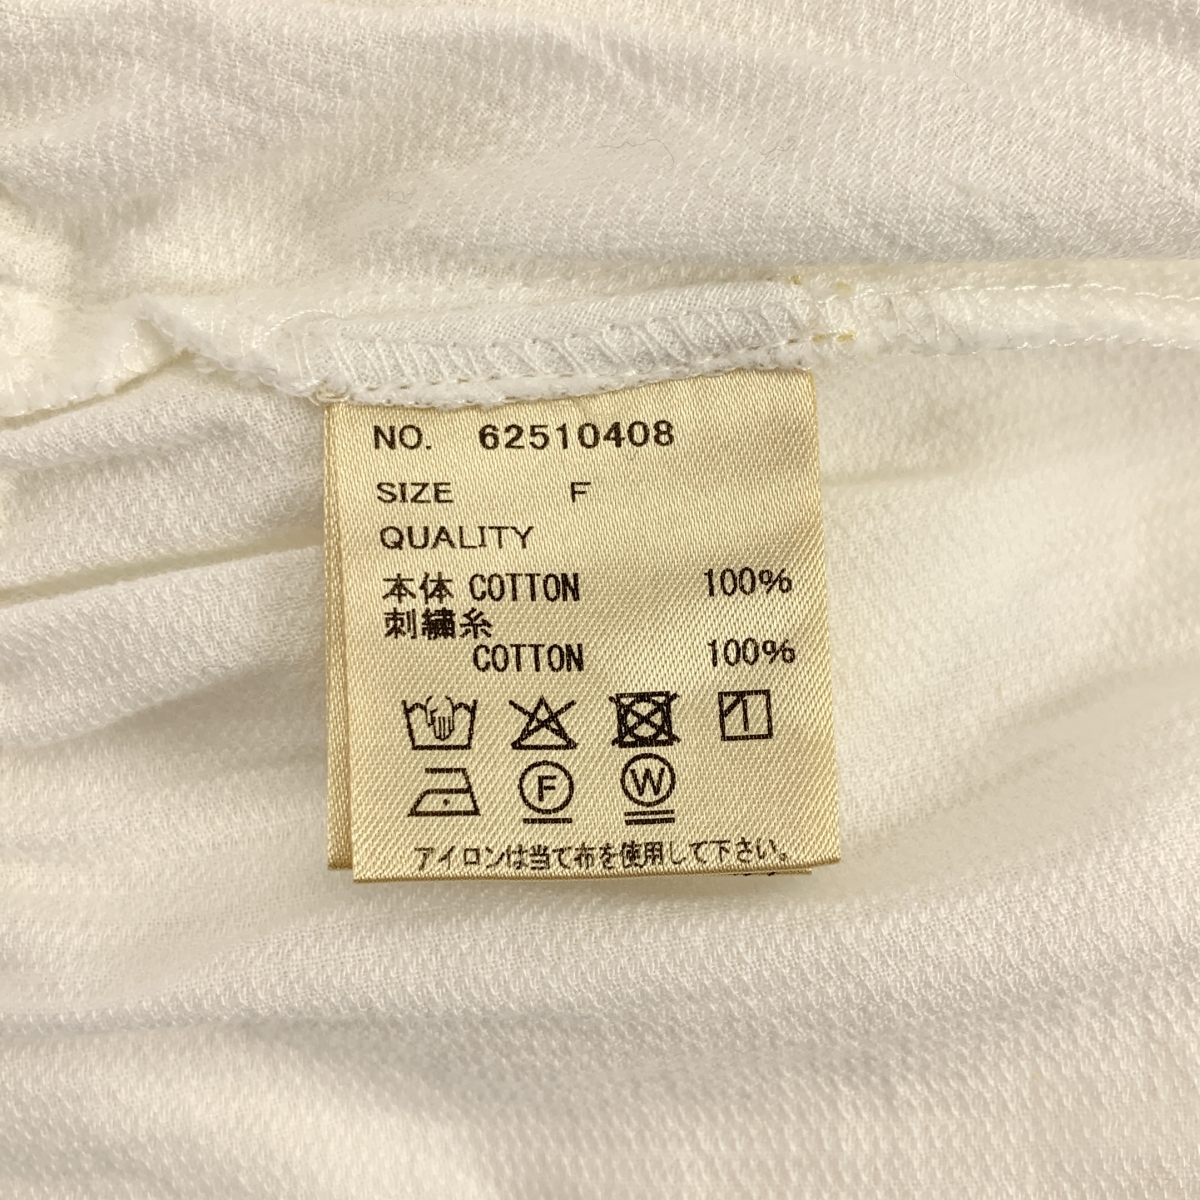 NO. 62510408
SIZE F
QUALITY
本体 COTTON 100%
刺繍糸
COTTON 100%
F W
アイロンは当て布を使用して下さい。